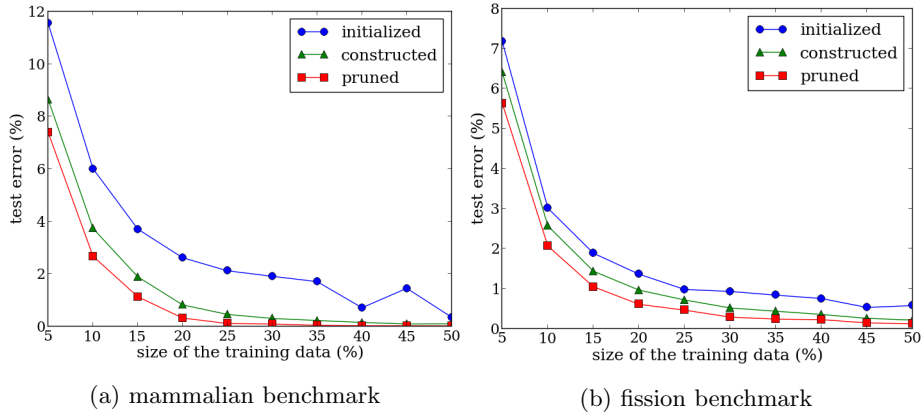 12
10
8
6
4
2
0
test error (%)
initialized
constructed
pruned
5 10 15 20 25 30 35 40 45 50
size of the training data (%)
(a) mammalian benchmark
8
7
6
5
4
3
2
1
0
test error (%)
initialized
constructed
pruned
5 10 15 20 25 30 35 40 45 50
size of the training data (%)
(b) fission benchmark